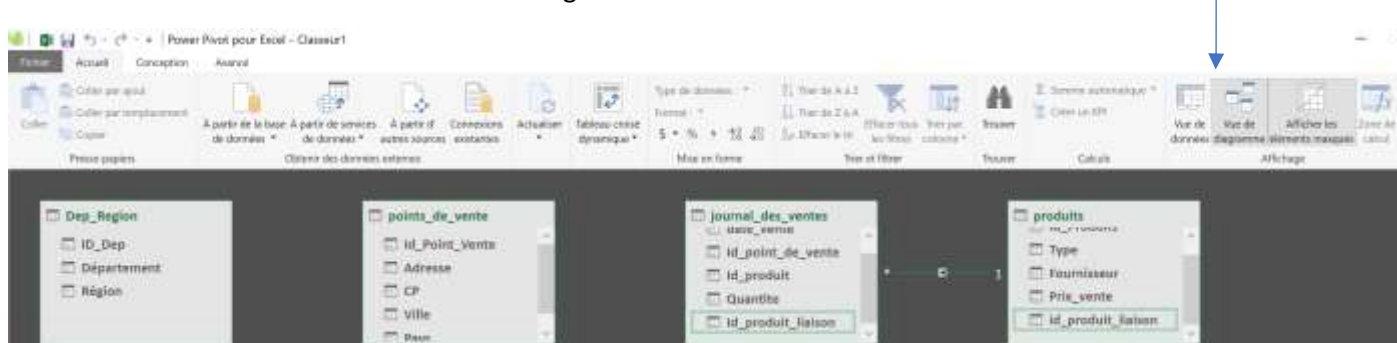 Power Pivot pour Excel - Classeur1
Fichier Accueil Conception Avancé
Coller
Coller par ajout
Coller par remplacement
Copier
Presse-papiers
A partir de la base de données
A partir de services de données
A partir d' autres sources
Connexions existantes
Obtenir des données externes
Actualiser
Tableau croisé dynamique
Type de données :
Format :
$ % ,
Mise en forme
Trier de A à Z
Trier de Z à A
Effacer le tri
Effacer tous les filtres
Trier par colonne
Trier et filtrer
Trouver
Trouver
Somme automatique
Créer un KPI
Calculs
Vue de données
Vue de diagramme
Afficher les éléments masqués
Zone de calcul
Affichage
Dep_Region
ID_Dep
Département
Région
points_de_vente
Id_Point_Vente
Adresse
CP
Ville
journal_des_ventes
date_vente
id_point_de_vente
id_produit
Quantite
id_produit_liaison
* 1
produits
Type
Fournisseur
Prix_vente
id_produit_liaison